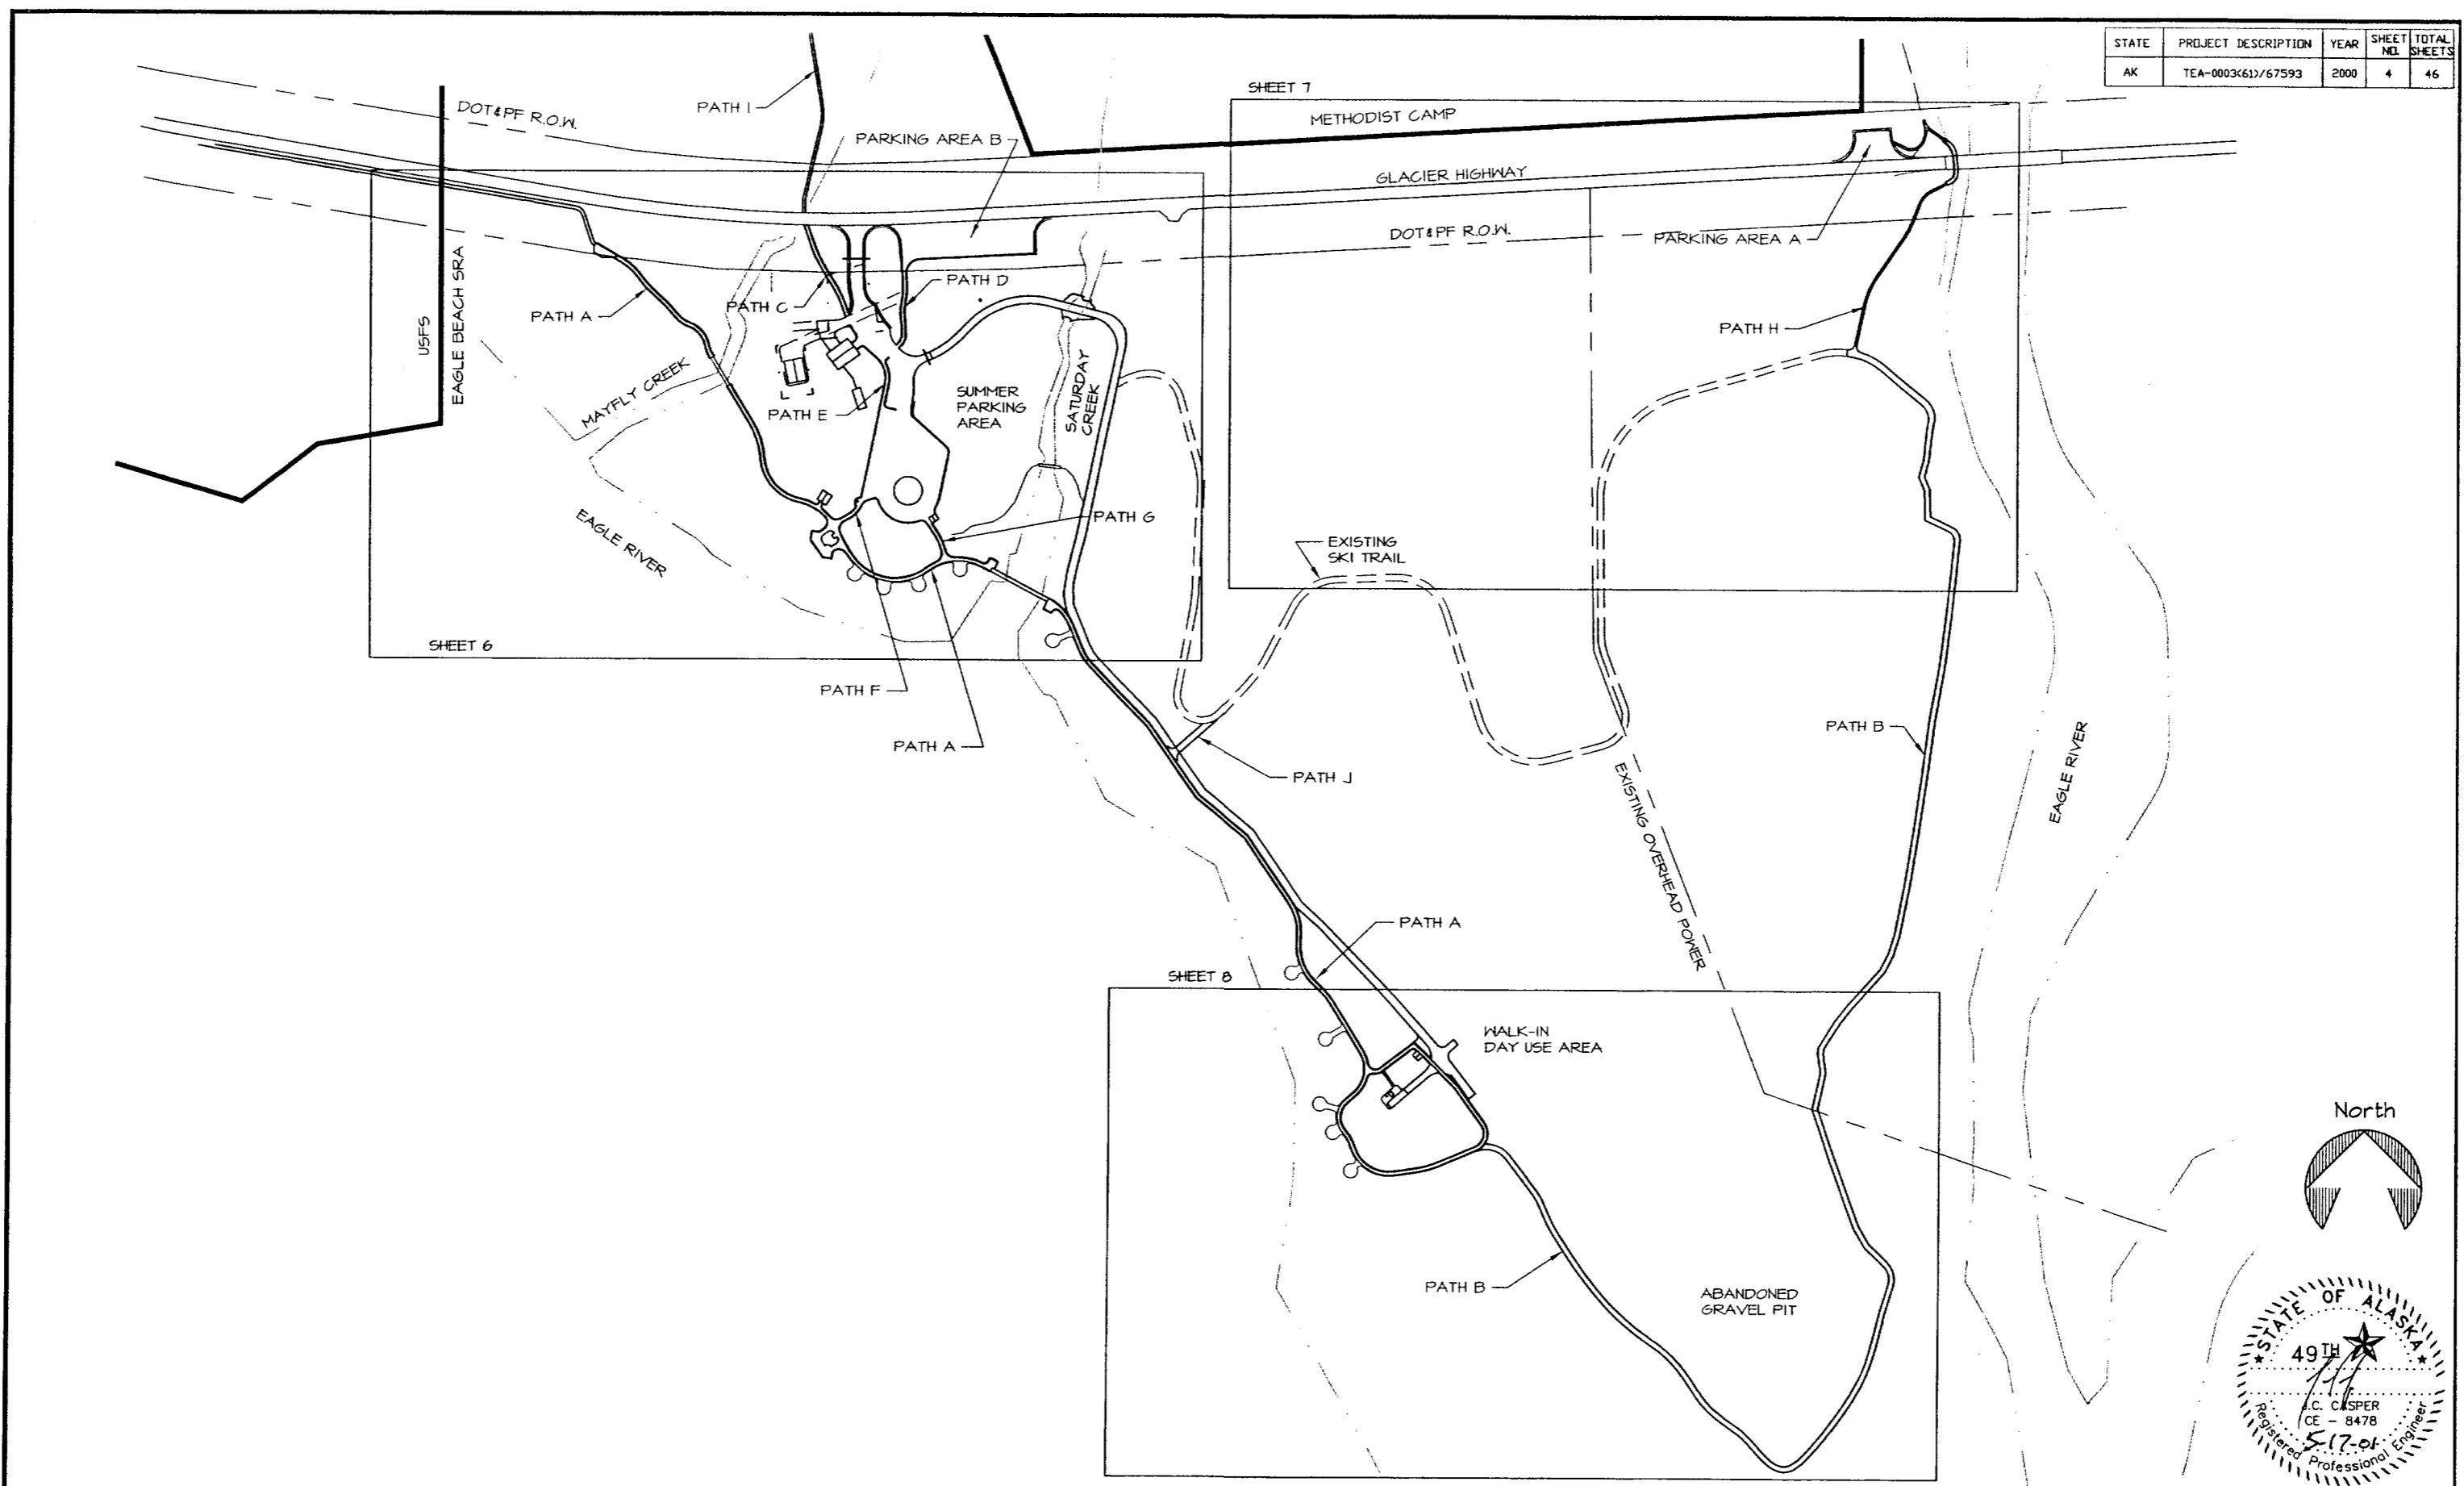 STATE PROJECT DESCRIPTION YEAR SHEET NO. TOTAL SHEETS
AK TEA-0003(61)/67593 2000 4 46
SHEET 7
DOT&PF R.O.W.
PATH I
METHODIST CAMP
PARKING AREA B
GLACIER HIGHWAY
DOT&PF R.O.W.
PARKING AREA A
EAGLE BEACH SRA
USFS
PATH A
PATH C
PATH D
PATH H
MAYFLY CREEK
PATH E
SUMMER
PARKING
AREA
SATURDAY
CREEK
EAGLE RIVER
PATH G
EXISTING
SKI TRAIL
SHEET 6
PATH F
PATH A
PATH J
PATH B
EAGLE RIVER
EXISTING OVERHEAD POWER
PATH A
SHEET 8
WALK-IN
DAY USE AREA
PATH B
ABANDONED
GRAVEL PIT
North
STATE OF ALASKA
49TH
J.C. CASPER
CE - 8478
5-17-01
Registered Professional Engineer